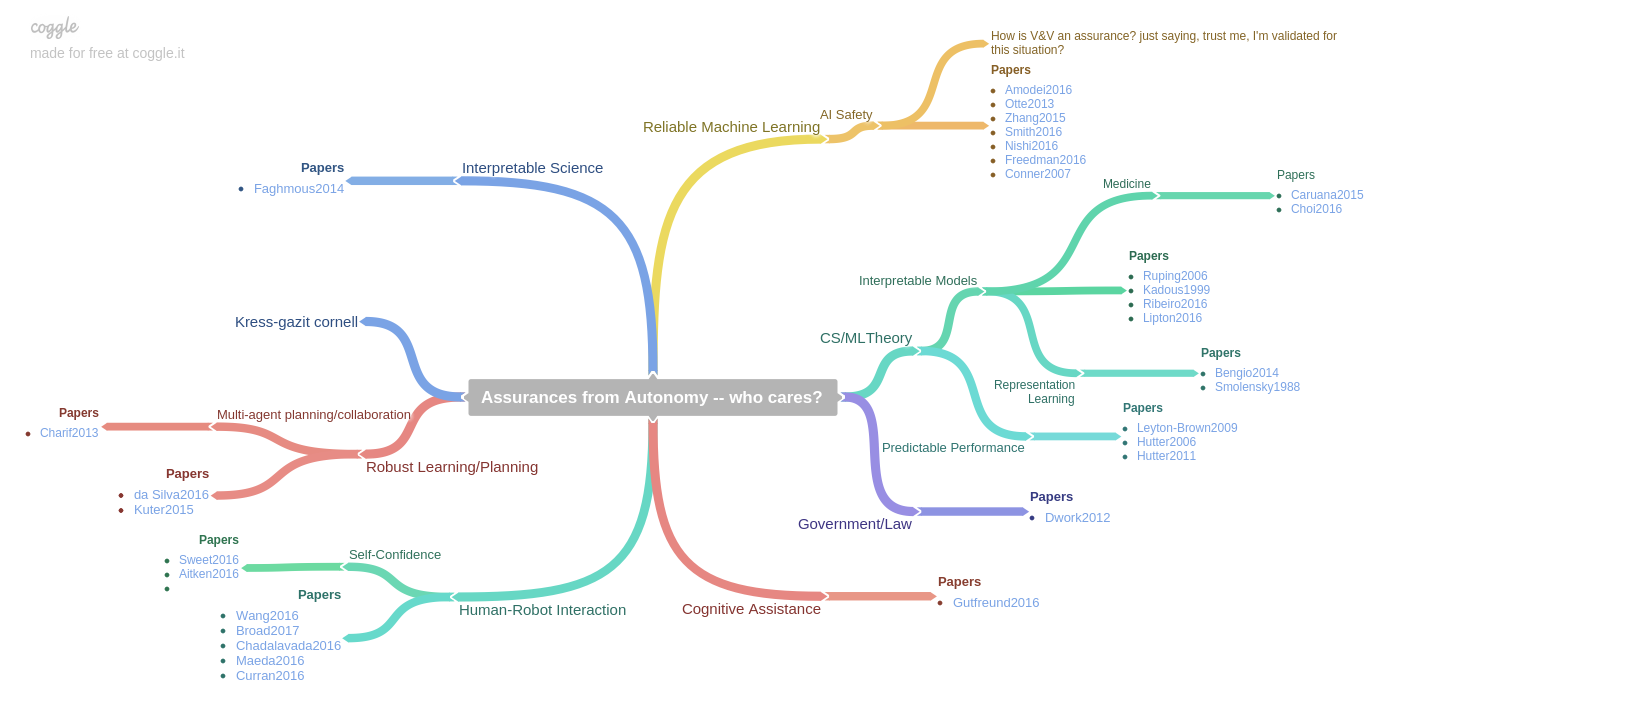 coggle
made for free at coggle.it
How is V&V an assurance? just saying, trust me, I'm validated for
this situation?
Papers
Amodei2016
Otte2013
Zhang2015
Smith2016
Nishi2016
Freedman2016
Conner2007
AI Safety
Reliable Machine Learning
Interpretable Science
Papers
Faghmous2014
Medicine
Papers
Caruana2015
Choi2016
Interpretable Models
Papers
Ruping2006
Kadous1999
Ribeiro2016
Lipton2016
Kress-gazit cornell
CS/MLTheory
Representation
Learning
Papers
Bengio2014
Smolensky1988
Assurances from Autonomy -- who cares?
Papers
Leyton-Brown2009
Hutter2006
Hutter2011
Predictable Performance
Multi-agent planning/collaboration
Papers
Charif2013
Robust Learning/Planning
Papers
da Silva2016
Kuter2015
Government/Law
Papers
Dwork2012
Self-Confidence
Papers
Sweet2016
Aitken2016
Human-Robot Interaction
Papers
Wang2016
Broad2017
Chadalavada2016
Maeda2016
Curran2016
Cognitive Assistance
Papers
Gutfreund2016